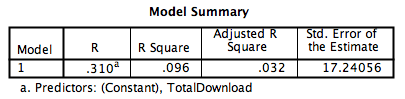 Model Summary
Model R R Square Adjusted R Square Std. Error of the Estimate
1 .310a .096 .032 17.24056
a. Predictors: (Constant), TotalDownload